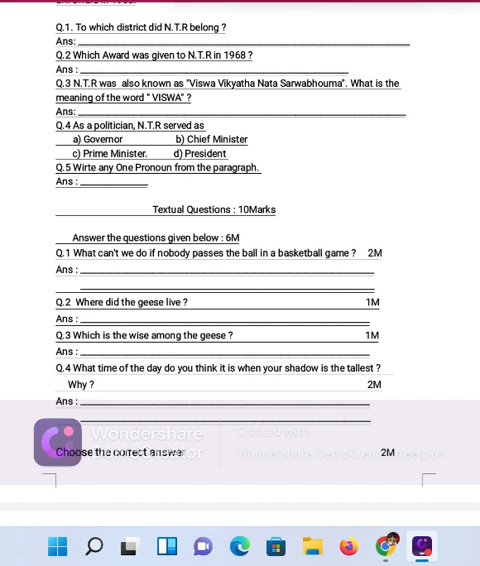 Q.1. To which district did N.T.R belong ?
Ans:
Q.2 Which Award was given to N.T.R in 1968 ?
Ans :
Q.3 N.T.R was also known as "Viswa Vikyatha Nata Sarwabhouma". What is the
meaning of the word " VISWA" ?
Ans:
Q.4 As a politician, N.T.R served as
a) Governor b) Chief Minister
c) Prime Minister. d) President
Q.5 Wirte any One Pronoun from the paragraph.
Ans :
Textual Questions : 10Marks
Answer the questions given below : 6M
Q.1 What can't we do if nobody passes the ball in a basketball game ? 2M
Ans :
Q.2 Where did the geese live ? 1M
Ans :
Q.3 Which is the wise among the geese ? 1M
Ans :
Q.4 What time of the day do you think it is when your shadow is the tallest ?
Why ? 2M
Ans :
Wondershare Created with
Wondershare DemoCreator free plan
Choose the correct answer 2M